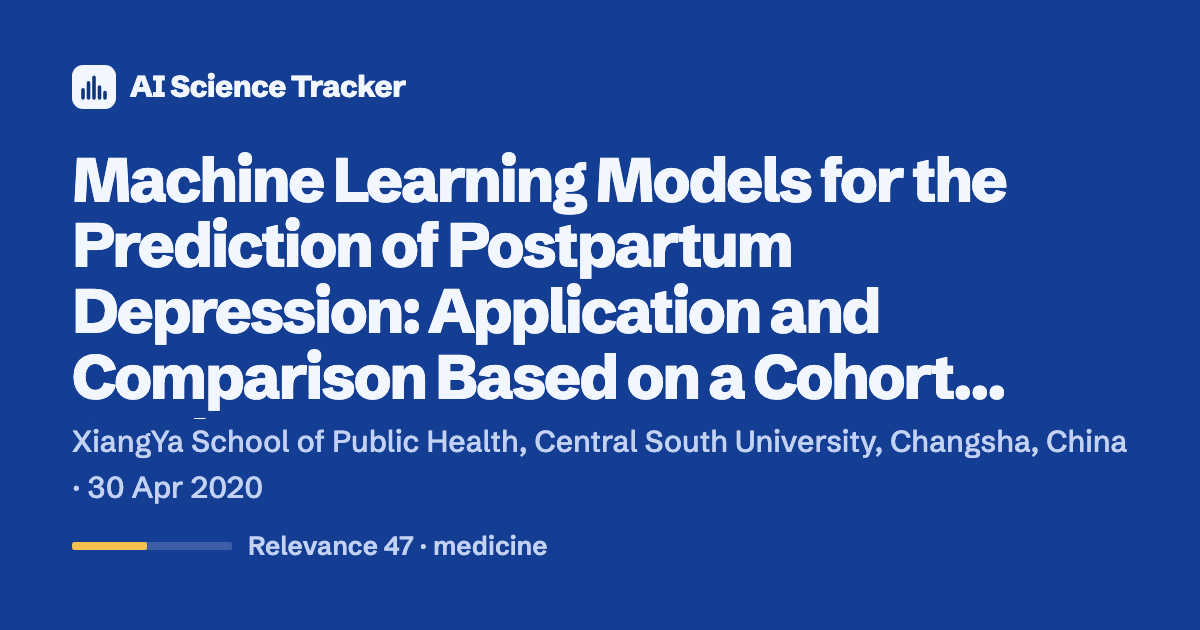 AI Science Tracker
Machine Learning Models for the
Prediction of Postpartum
Depression: Application and
Comparison Based on a Cohort...
XiangYa School of Public Health, Central South University, Changsha, China
· 30 Apr 2020
Relevance 47 · medicine